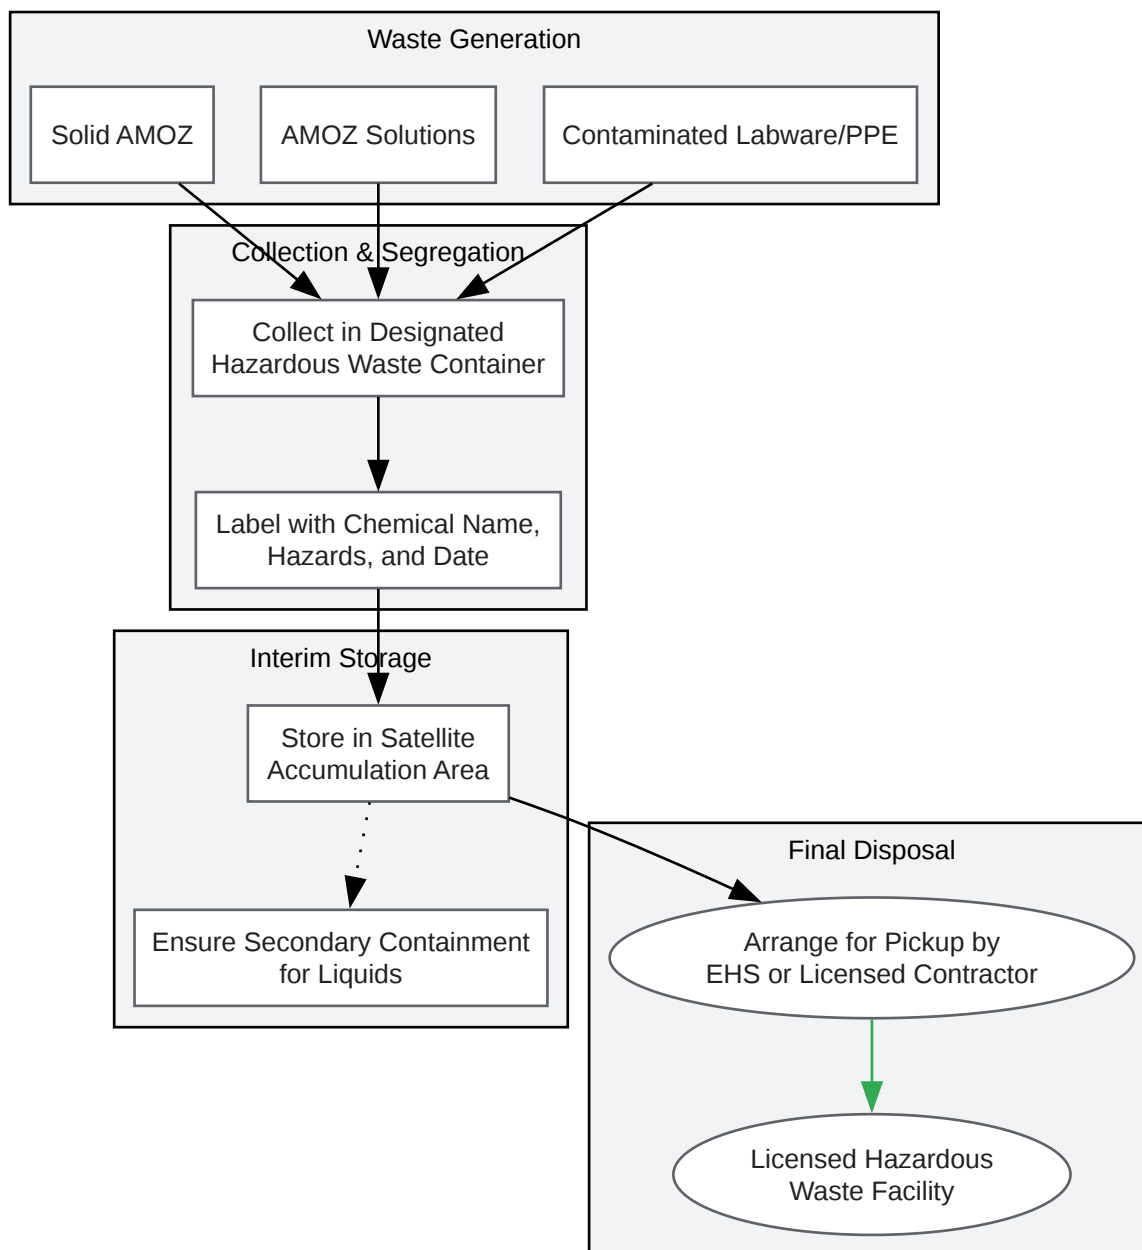 Waste Generation
Solid AMOZ
AMOZ Solutions
Contaminated Labware/PPE
Collection & Segregation
Collect in Designated
Hazardous Waste Container
Label with Chemical Name,
Hazards, and Date
Interim Storage
Store in Satellite
Accumulation Area
Ensure Secondary Containment
for Liquids
Final Disposal
Arrange for Pickup by
EHS or Licensed Contractor
Licensed Hazardous
Waste Facility